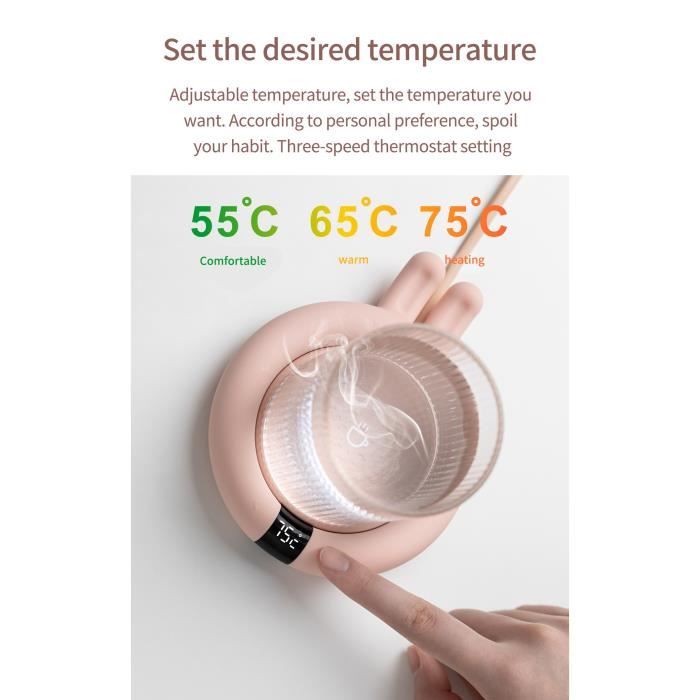 Set the desired temperature
Adjustable temperature, set the temperature you
want. According to personal preference, spoil
your habit. Three-speed thermostat setting
55°C 65°C 75°C
Comfortable warm heating
75°C